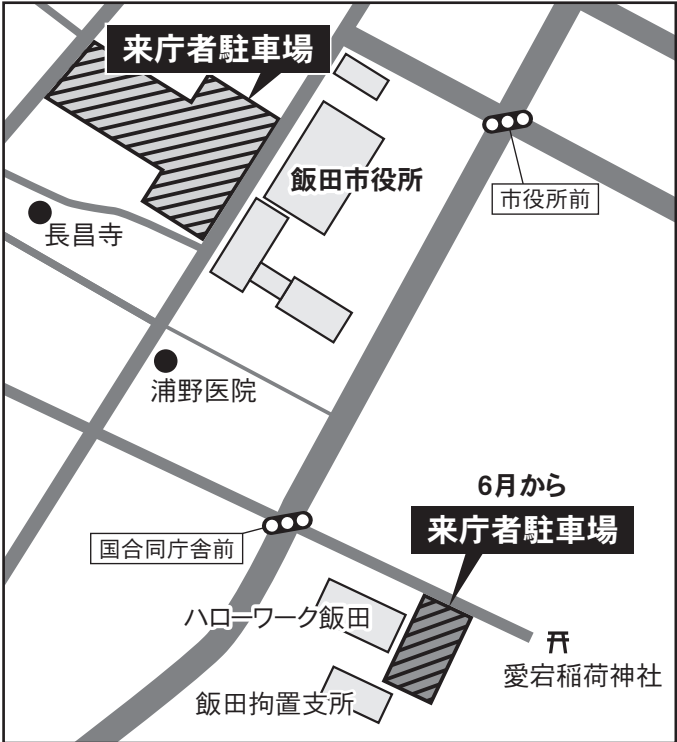 来庁者駐車場
飯田市役所
市役所前
長昌寺
浦野医院
6月から
来庁者駐車場
国合同庁舎前
ハローワーク飯田
愛宕稲荷神社
飯田拘置支所